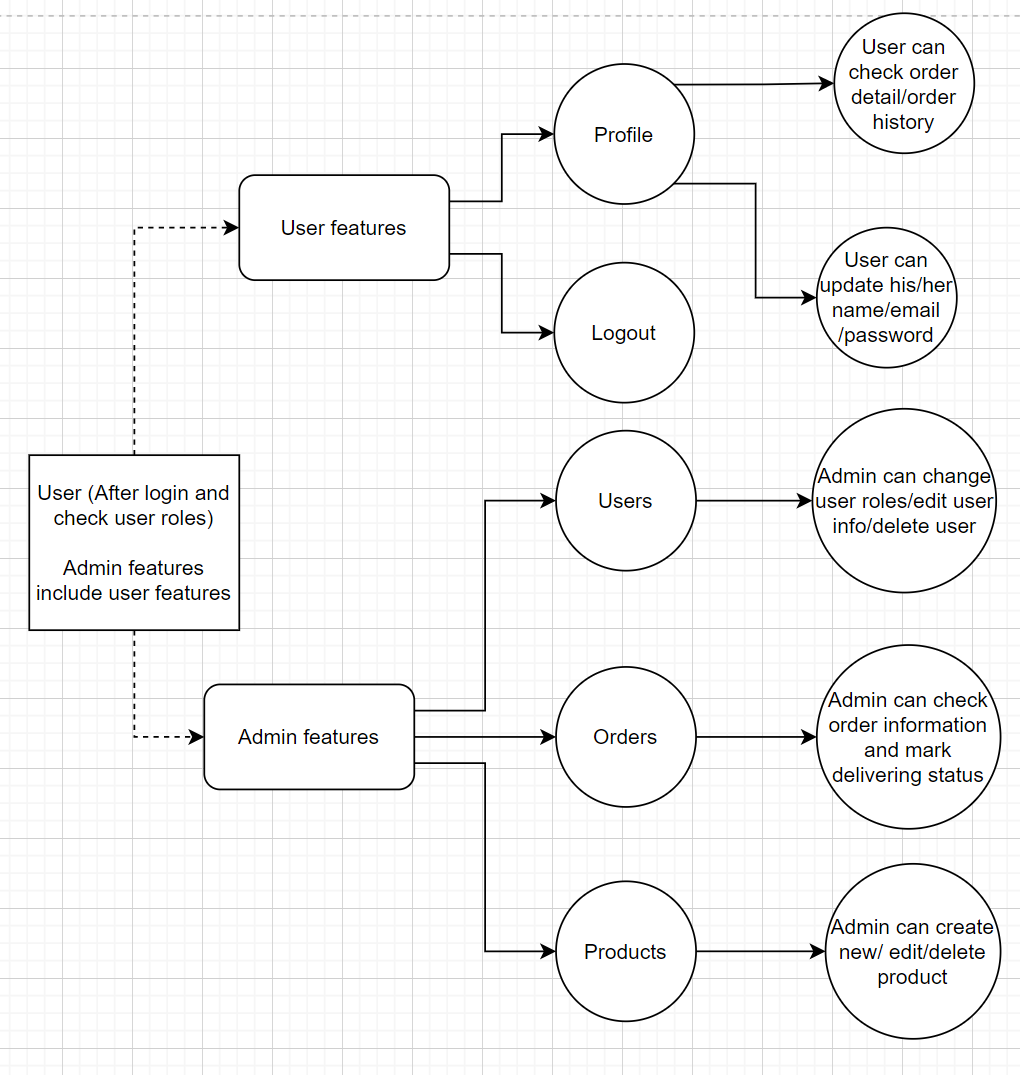 User can
check order
detail/order
history
Profile
User features
User can
update his/her
name/email
/password
Logout
User (After login and
check user roles)
Admin features
include user features
Users
Admin can change
user roles/edit user
info/delete user
Admin features
Orders
Admin can check
order information
and mark
delivering status
Products
Admin can create
new/ edit/delete
product